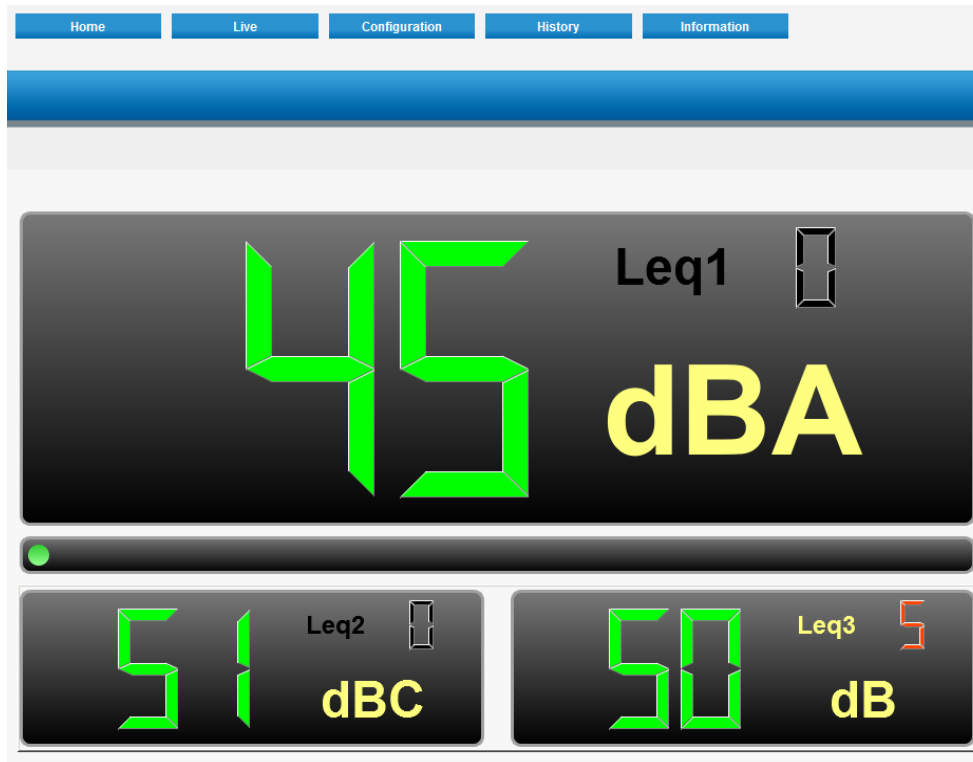 Home Live Configuration History Information
45 Leq1 0
dBA
51 Leq2 0
dBC
50 Leq3 5
dB